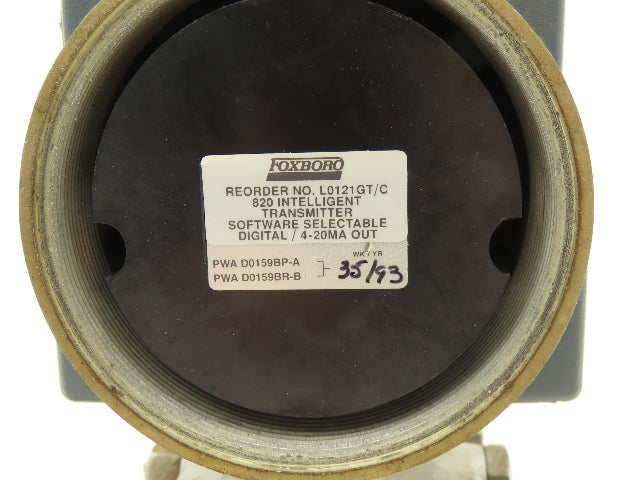 FOXBORO
REORDER NO. L0121GT/C
820 INTELLIGENT
TRANSMITTER
SOFTWARE SELECTABLE
DIGITAL / 4-20MA OUT
WK / YR
PWA D0159BP-A
PWA D0159BR-B
35/93